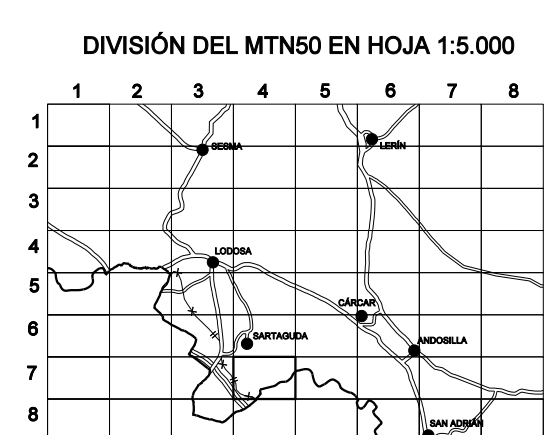 DIVISIÓN DEL MTN50 EN HOJA 1:5.000
1 2 3 4 5 6 7 8
1
LERÍN
SESMA
2
3
4
LODOSA
5
CÁRCAR
6
SARTAGUDA
ANDOSILLA
7
8
SAN ADRIÁN